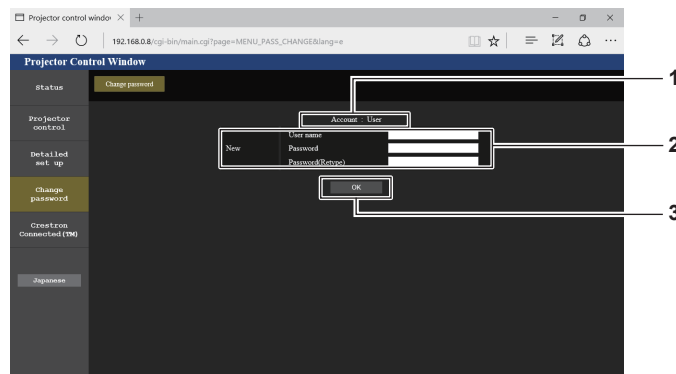 Projector control window
192.168.0.8/cgi-bin/main.cgi?page=MENU_PASS_CHANGE&lang=e
Projector Control Window
Status
Change password
1
Projector
control
Account : User
User name
New
Password
2
Password(Retype)
Detailed
set up
OK
Change
password
3
Crestron
Connected(TM)
Japanese